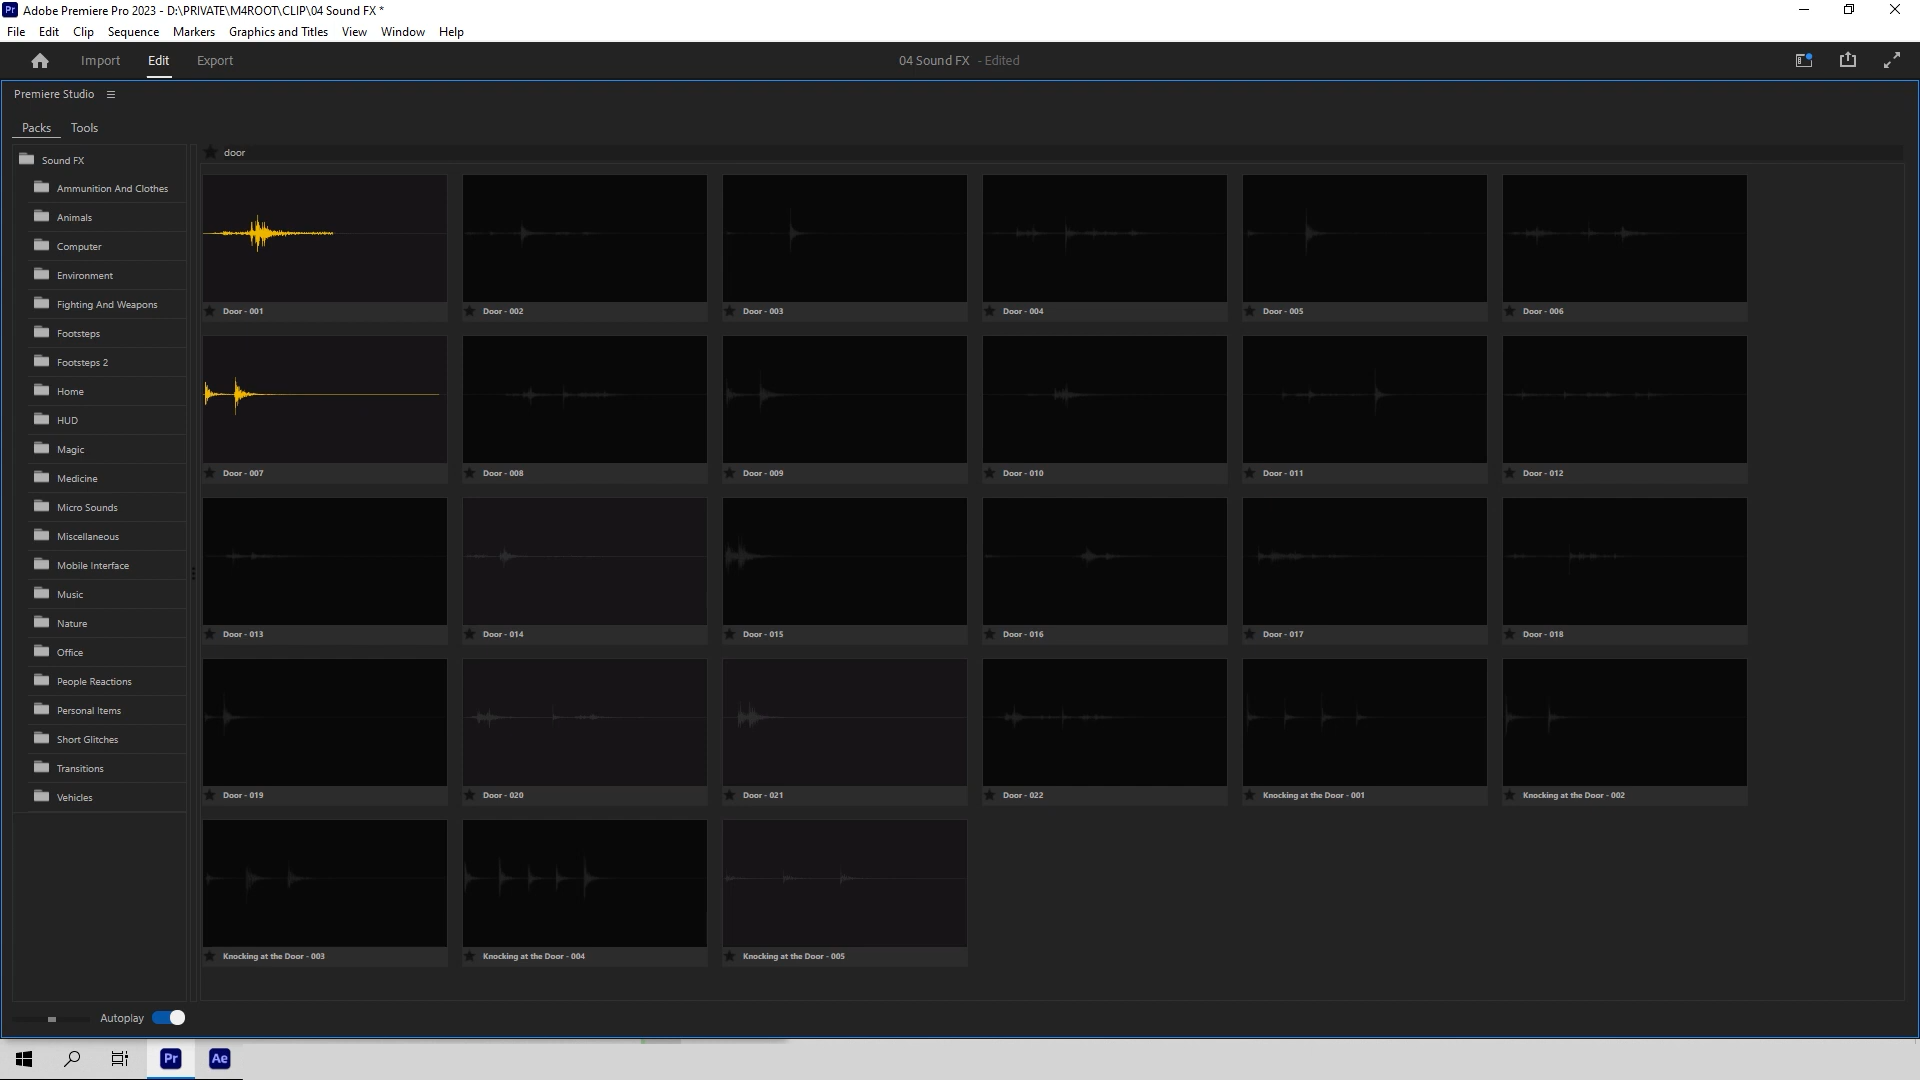 Pr Adobe Premiere Pro 2023 - D:\PRIVATE\M4ROOT\CLIP\04 Sound FX *
File Edit Clip Sequence Markers Graphics and Titles View Window Help
Import Edit Export 04 Sound FX - Edited
Premiere Studio
Packs Tools
Sound FX
Ammunition And Clothes
Animals
Computer
Environment
Fighting And Weapons
Footsteps
Footsteps 2
Home
HUD
Magic
Medicine
Micro Sounds
Miscellaneous
Mobile Interface
Music
Nature
Office
People Reactions
Personal Items
Short Glitches
Transitions
Vehicles
door
Door - 001 Door - 002 Door - 003 Door - 004 Door - 005 Door - 006
Door - 007 Door - 008 Door - 009 Door - 010 Door - 011 Door - 012
Door - 013 Door - 014 Door - 015 Door - 016 Door - 017 Door - 018
Door - 019 Door - 020 Door - 021 Door - 022 Knocking at the Door - 001 Knocking at the Door - 002
Knocking at the Door - 003 Knocking at the Door - 004 Knocking at the Door - 005
Autoplay
Pr Ae